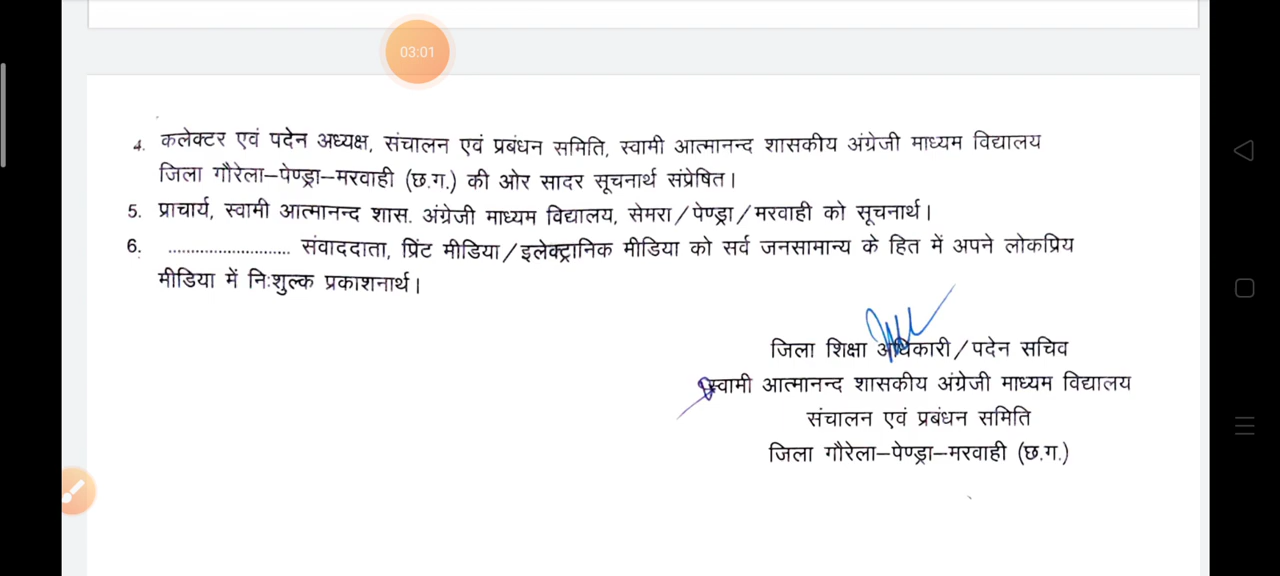 03:01
4. कलेक्टर एवं पदेन अध्यक्ष, संचालन एवं प्रबंधन समिति, स्वामी आत्मानन्द शासकीय अंग्रेजी माध्यम विद्यालय
जिला गौरेला–पेण्ड्रा–मरवाही (छ.ग.) की ओर सादर सूचनार्थ संप्रेषित।
5. प्राचार्य, स्वामी आत्मानन्द शास. अंग्रेजी माध्यम विद्यालय, सेमरा/पेण्ड्रा/मरवाही को सूचनार्थ।
6. ........................... संवाददाता, प्रिंट मीडिया/इलेक्ट्रानिक मीडिया को सर्व जनसामान्य के हित में अपने लोकप्रिय
मीडिया में निःशुल्क प्रकाशनार्थ।
जिला शिक्षा अधिकारी/पदेन सचिव
स्वामी आत्मानन्द शासकीय अंग्रेजी माध्यम विद्यालय
संचालन एवं प्रबंधन समिति
जिला गौरेला–पेण्ड्रा–मरवाही (छ.ग.)